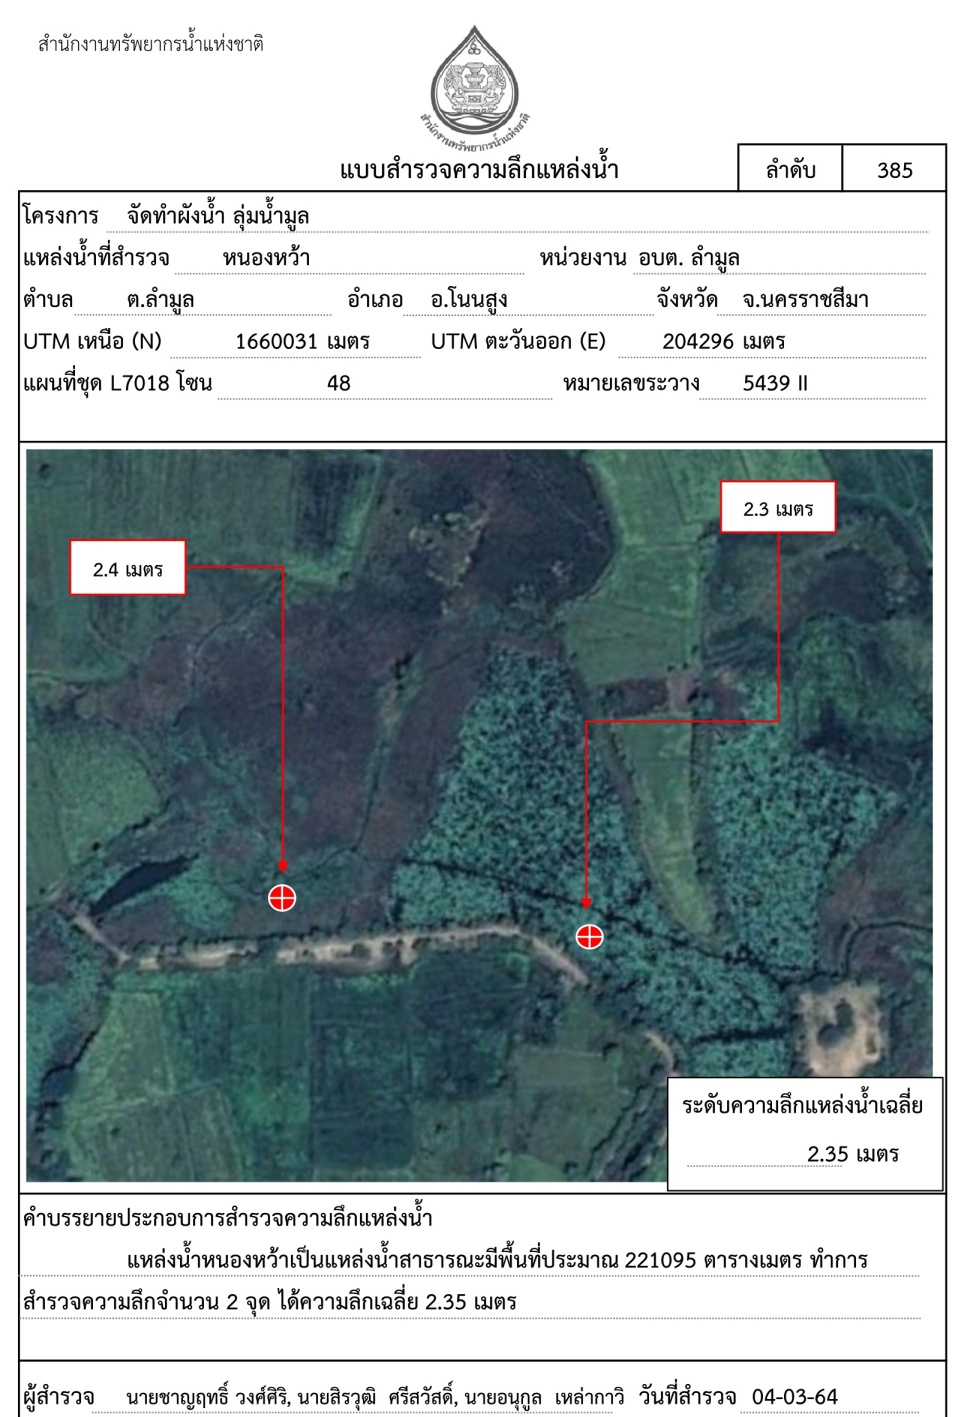 สำนักงานทรัพยากรน้ำแห่งชาติ
สำนักงานทรัพยากรน้ำแห่งชาติ
แบบสำรวจความลึกแหล่งน้ำ ลำดับ 385
โครงการ จัดทำผังน้ำ ลุ่มน้ำมูล
แหล่งน้ำที่สำรวจ หนองหว้า หน่วยงาน อบต. ลำมูล
ตำบล ต.ลำมูล อำเภอ อ.โนนสูง จังหวัด จ.นครราชสีมา
UTM เหนือ (N) 1660031 เมตร UTM ตะวันออก (E) 204296 เมตร
แผนที่ชุด L7018 โซน 48 หมายเลขระวาง 5439 II
2.3 เมตร
2.4 เมตร
ระดับความลึกแหล่งน้ำเฉลี่ย
2.35 เมตร
คำบรรยายประกอบการสำรวจความลึกแหล่งน้ำ
แหล่งน้ำหนองหว้าเป็นแหล่งน้ำสาธารณะมีพื้นที่ประมาณ 221095 ตารางเมตร ทำการ
สำรวจความลึกจำนวน 2 จุด ได้ความลึกเฉลี่ย 2.35 เมตร
ผู้สำรวจ นายชาญฤทธิ์ วงศ์ศิริ, นายสิรวุฒิ ศรีสวัสดิ์, นายอนุกูล เหล่ากาวิ วันที่สำรวจ 04-03-64